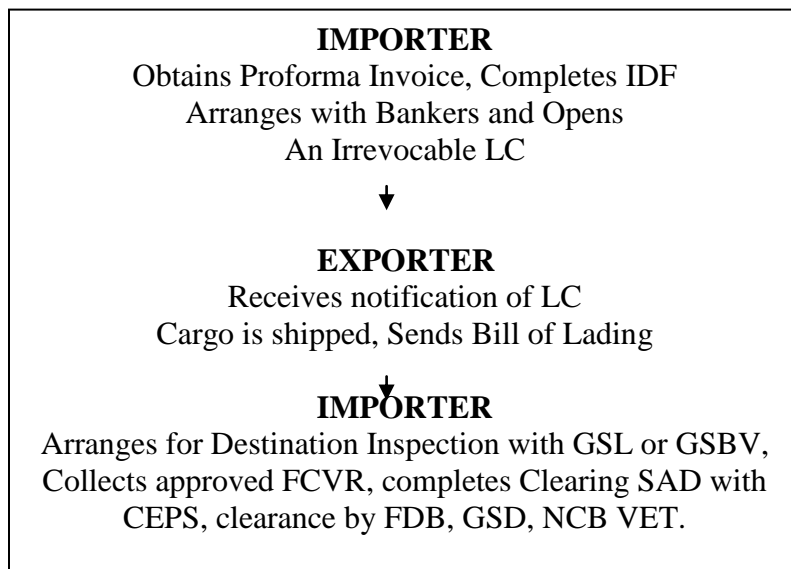 IMPORTER
Obtains Proforma Invoice, Completes IDF
Arranges with Bankers and Opens
An Irrevocable LC
EXPORTER
Receives notification of LC
Cargo is shipped, Sends Bill of Lading
IMPORTER
Arranges for Destination Inspection with GSL or GSBV,
Collects approved FCVR, completes Clearing SAD with
CEPS, clearance by FDB, GSD, NCB VET.